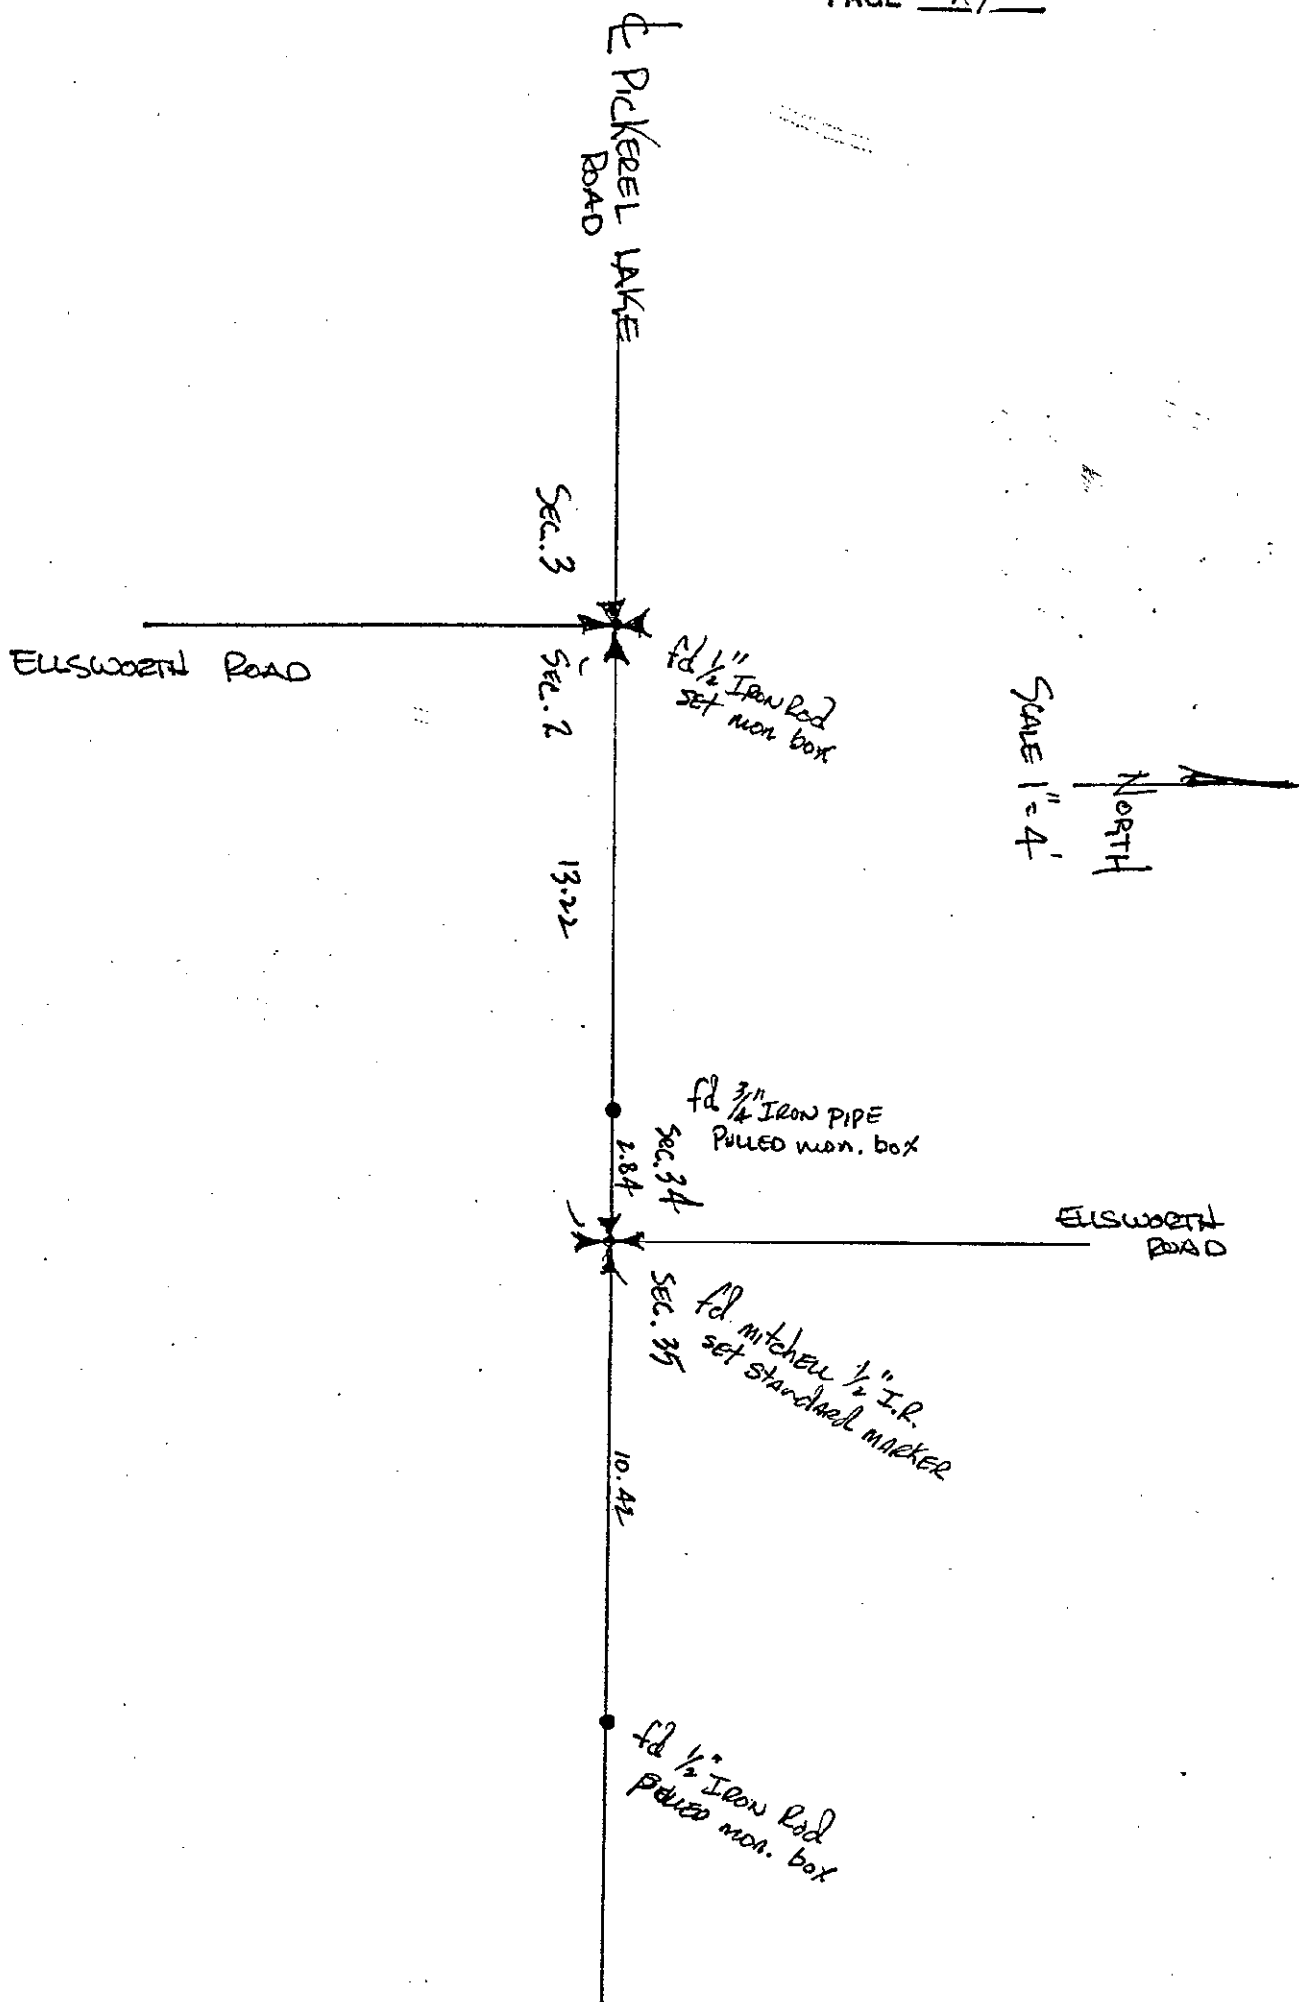 PAGE
℄ PICKEREL LAKE
ROAD
SEC. 3
ELLSWORTH ROAD
SEC. 2
fd 1/2" IRON Rod
SET mon box
SCALE 1" = 4'
NORTH
13.22
fd 3/4" IRON PIPE
PULLED mon. box
SEC. 34
2.84
ELLSWORTH
ROAD
SEC. 35
fd. mitchell 1/2" I.R.
SET STANDARD MARKER
10.42
fd 1/2" IRON Rod
PULLED mon. box